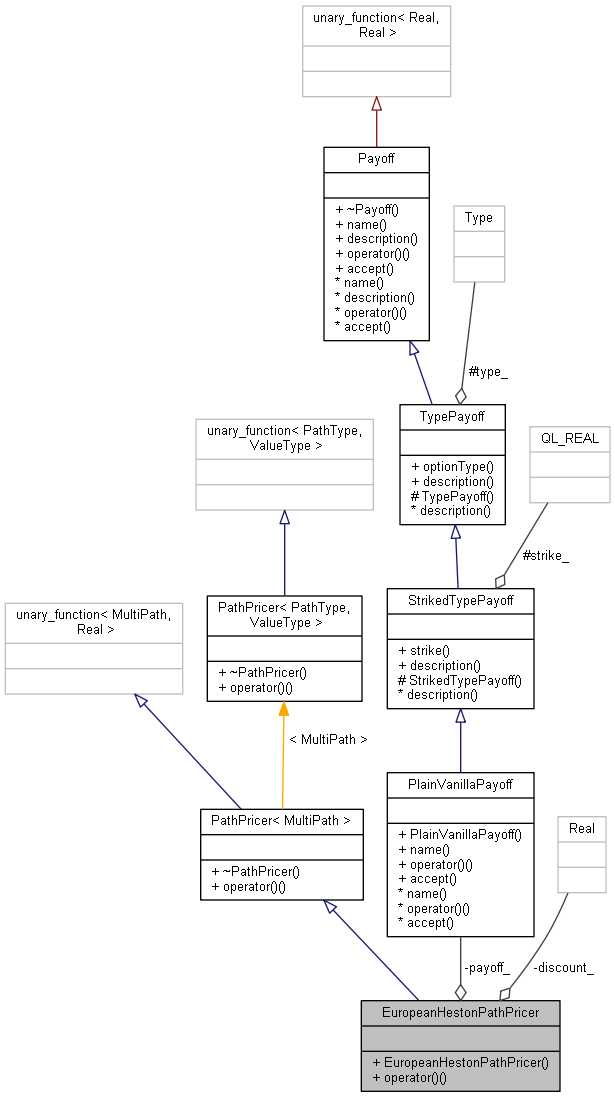 unary_function< Real,
Real >
Payoff
+ ~Payoff()
+ name()
+ description()
+ operator()()
+ accept()
* name()
* description()
* operator()()
* accept()
Type
#type_
TypePayoff
+ optionType()
+ description()
# TypePayoff()
* description()
unary_function< PathType,
ValueType >
QL_REAL
#strike_
StrikedTypePayoff
+ strike()
+ description()
# StrikedTypePayoff()
* description()
PathPricer< PathType,
ValueType >
+ ~PathPricer()
+ operator()()
unary_function< MultiPath,
Real >
< MultiPath >
PlainVanillaPayoff
+ PlainVanillaPayoff()
+ name()
+ operator()()
+ accept()
* name()
* operator()()
* accept()
PathPricer< MultiPath >
+ ~PathPricer()
+ operator()()
Real
-payoff_
-discount_
EuropeanHestonPathPricer
+ EuropeanHestonPathPricer()
+ operator()()